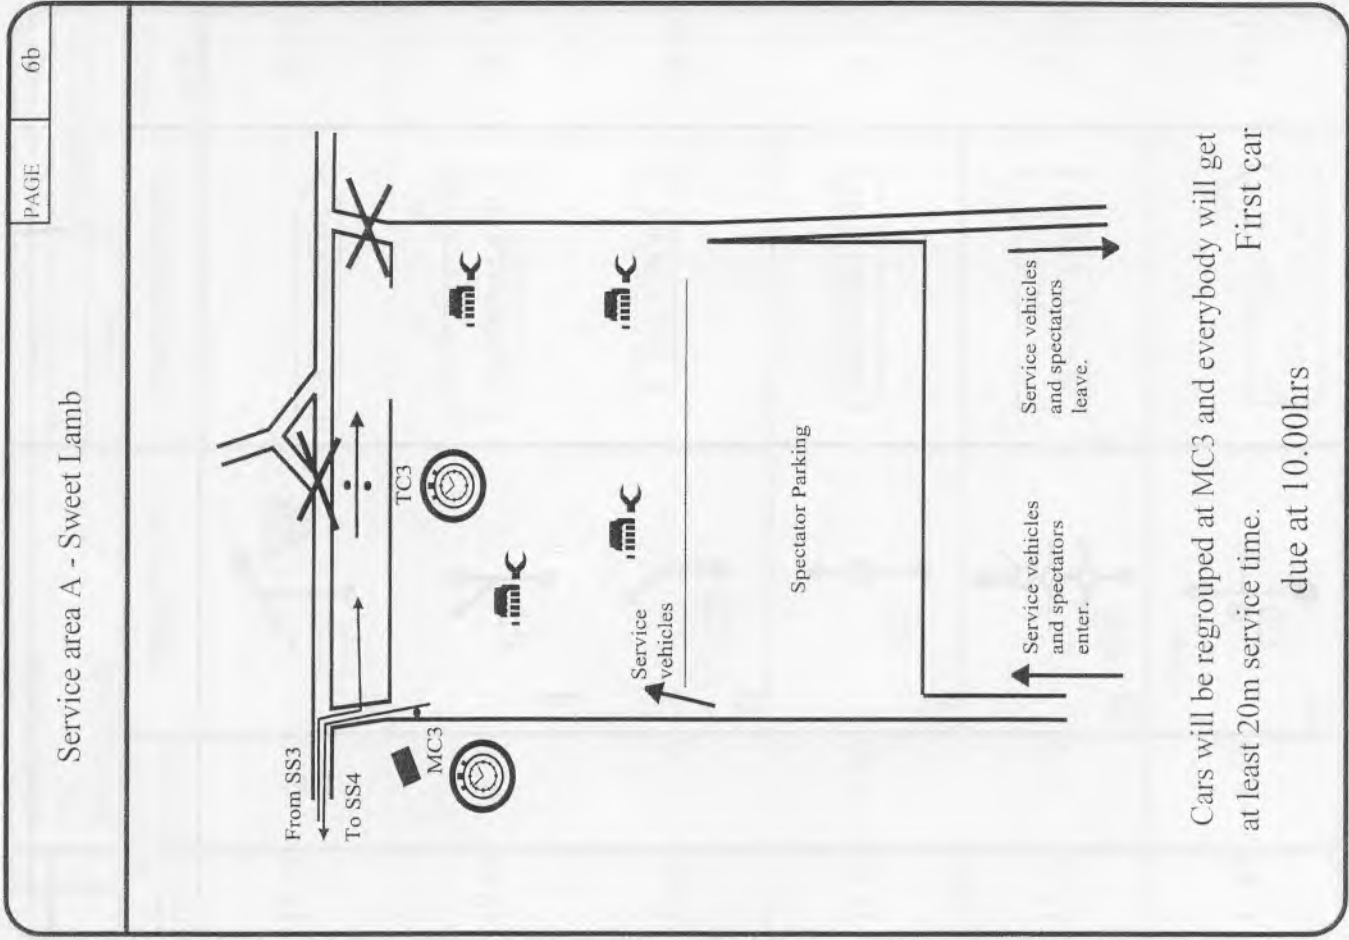 PAGE 6b
Service area A - Sweet Lamb
From SS3
To SS4
MC3
TC3
Service
vehicles
Spectator Parking
Service vehicles
and spectators
enter.
Service vehicles
and spectators
leave.
Cars will be regrouped at MC3 and everybody will get
at least 20m service time. First car
due at 10.00hrs